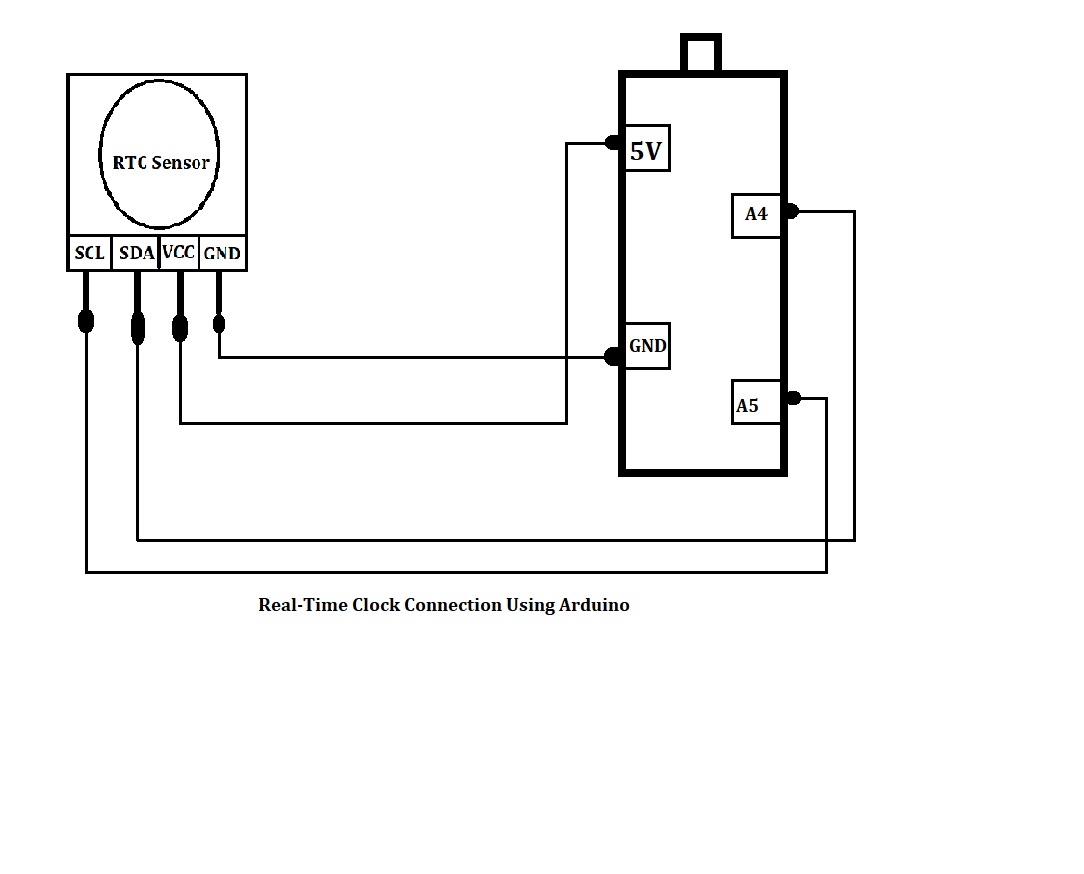 RTC Sensor
SCL SDA VCC GND
5V
A4
GND
A5
Real-Time Clock Connection Using Arduino